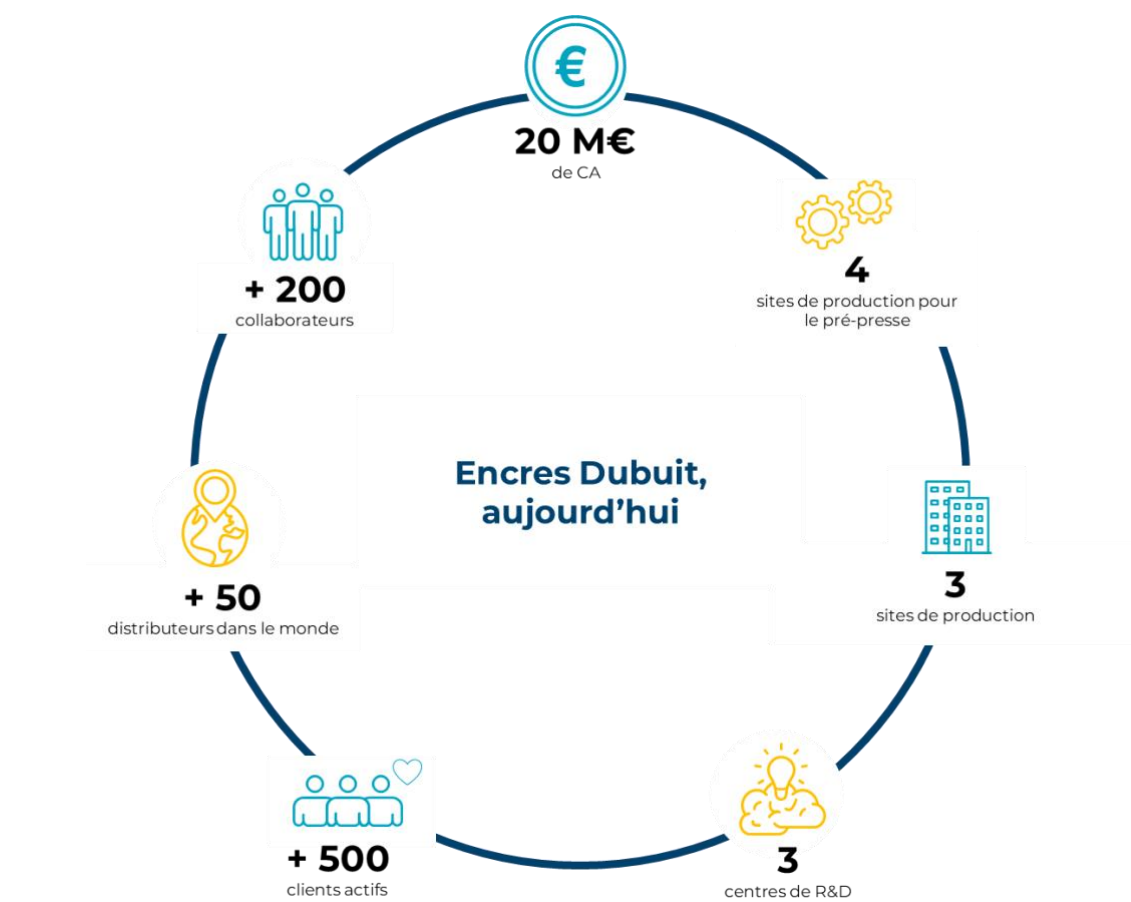 €
20 M€
de CA
4
sites de production pour
le pré-presse
3
sites de production
3
centres de R&D
+ 500
clients actifs
+ 50
distributeurs dans le monde
+ 200
collaborateurs
Encres Dubuit,
aujourd’hui